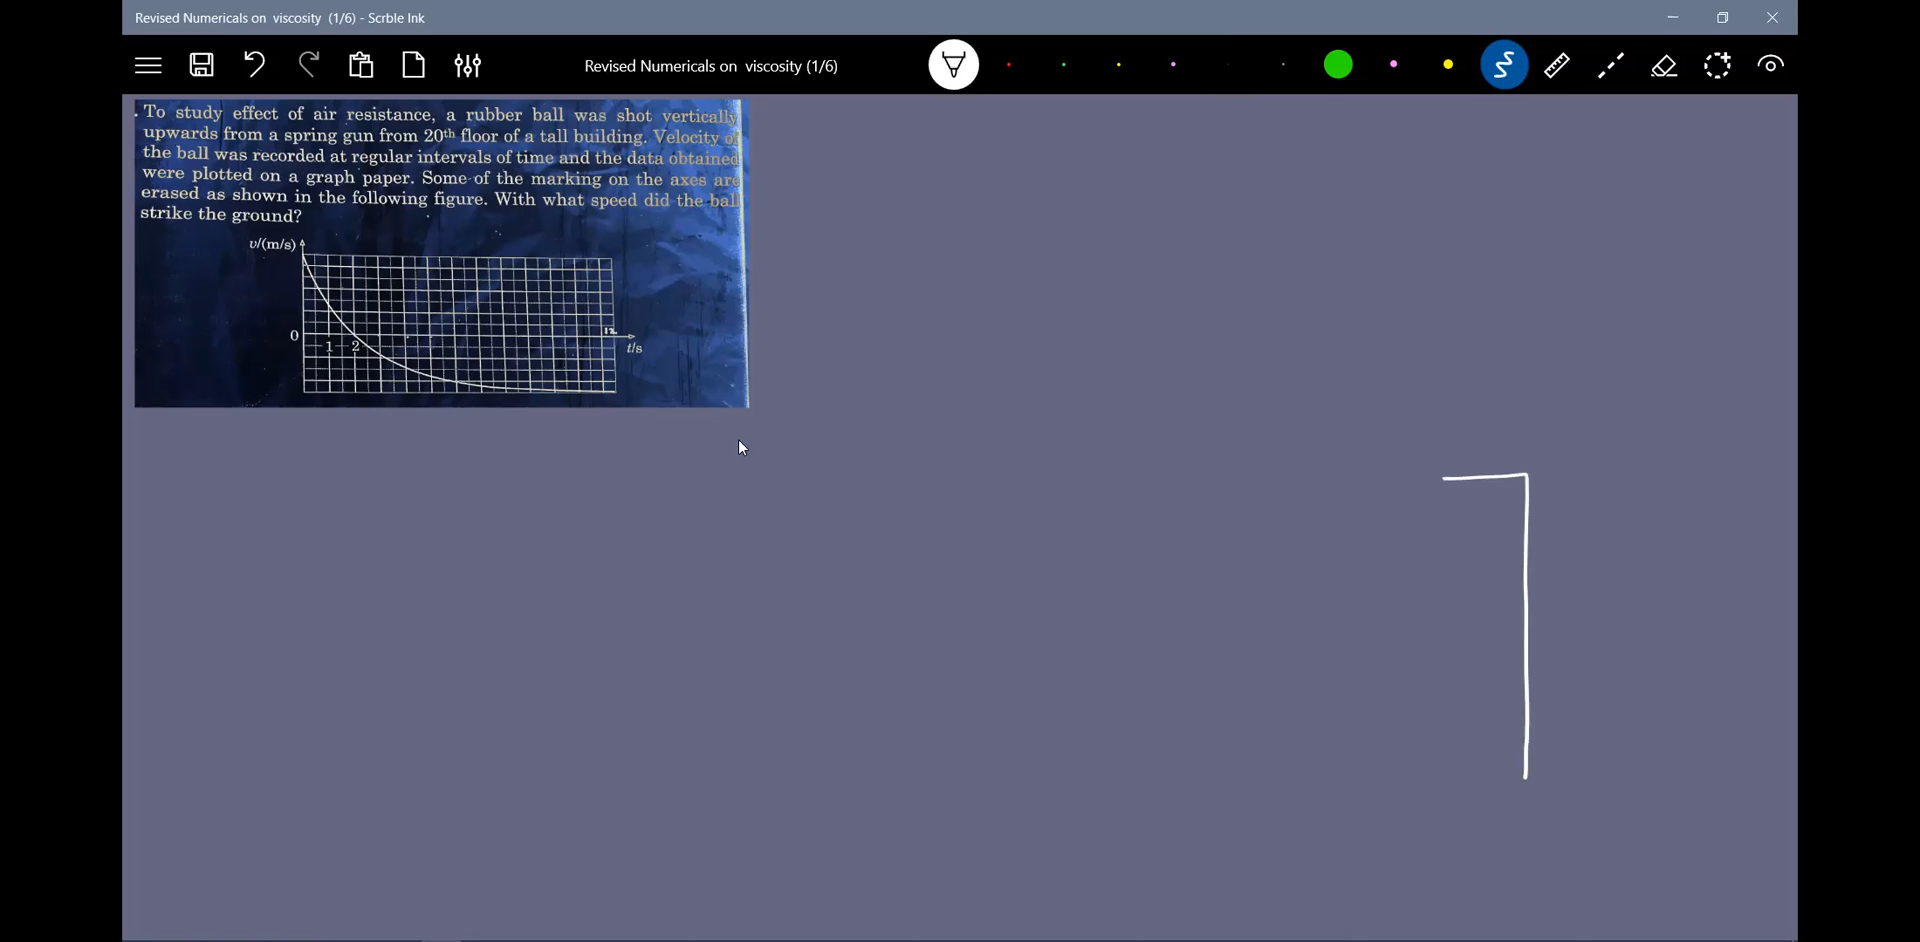 Revised Numericals on viscosity (1/6) - Scrble Ink
Revised Numericals on viscosity (1/6)
. To study effect of air resistance, a rubber ball was shot vertically
upwards from a spring gun from 20th floor of a tall building. Velocity of
the ball was recorded at regular intervals of time and the data obtained
were plotted on a graph paper. Some of the marking on the axes are
erased as shown in the following figure. With what speed did the ball
strike the ground?
v/(m/s)
0
1 2
12
t/s